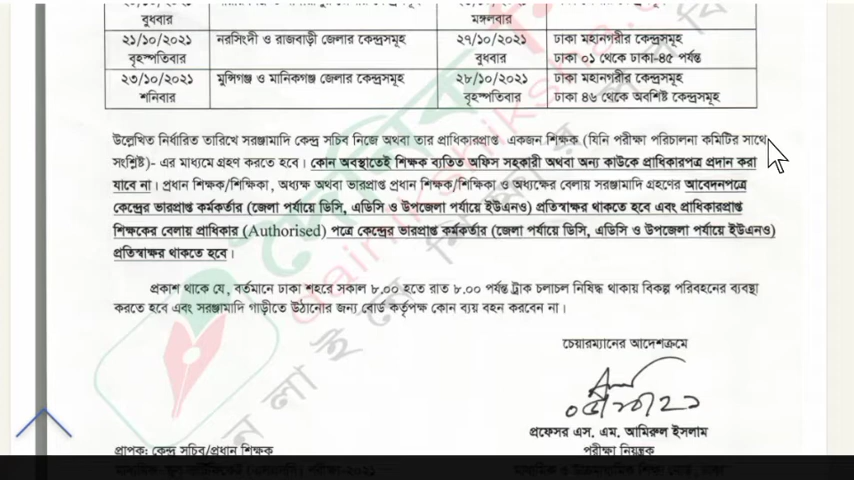 বুধবার মঙ্গলবার
২১/১০/২০২১ নরসিংদী ও রাজবাড়ী জেলার কেন্দ্রসমূহ ২৭/১০/২০২১ ঢাকা মহানগরীর কেন্দ্রসমূহ
বৃহস্পতিবার বুধবার ঢাকা ০১ থেকে ঢাকা-৪৫ পর্যন্ত
২৩/১০/২০২১ মুন্সিগঞ্জ ও মানিকগঞ্জ জেলার কেন্দ্রসমূহ ২৮/১০/২০২১ ঢাকা মহানগরীর কেন্দ্রসমূহ
শনিবার বৃহস্পতিবার ঢাকা ৪৬ থেকে অবশিষ্ট কেন্দ্রসমূহ
উল্লেখিত নির্ধারিত তারিখে সরঞ্জামাদি কেন্দ্র সচিব নিজে অথবা তার প্রাধিকারপ্রাপ্ত একজন শিক্ষক (যিনি পরীক্ষা পরিচালনা কমিটির সাথে
সংশ্লিষ্ট)- এর মাধ্যমে গ্রহণ করতে হবে। কোন অবস্থাতেই শিক্ষক ব্যতিত অফিস সহকারী অথবা অন্য কাউকে প্রাধিকারপত্র প্রদান করা
যাবে না। প্রধান শিক্ষক/শিক্ষিকা, অধ্যক্ষ অথবা ভারপ্রাপ্ত প্রধান শিক্ষক/শিক্ষিকা ও অধ্যক্ষের বেলায় সরঞ্জামাদি গ্রহণের আবেদনপত্রে
কেন্দ্রের ভারপ্রাপ্ত কর্মকর্তার (জেলা পর্যায়ে ডিসি, এডিসি ও উপজেলা পর্যায়ে ইউএনও) প্রতিস্বক্ষর থাকতে হবে এবং প্রাধিকারপ্রাপ্ত
শিক্ষকের বেলায় প্রাধিকার (Authorised) পত্রে কেন্দ্রের ভারপ্রাপ্ত কর্মকর্তার (জেলা পর্যায়ে ডিসি, এডিসি ও উপজেলা পর্যায়ে ইউএনও)
প্রতিস্বাক্ষর থাকতে হবে।
প্রকাশ থাকে যে, বর্তমানে ঢাকা শহরে সকাল ৮.০০ হতে রাত ৮.০০ পর্যন্ত ট্রাক চলাচল নিষিদ্ধ থাকায় বিকল্প পরিবহনের ব্যবস্থা
করতে হবে এবং সরঞ্জামাদি গাড়ীতে উঠানোর জন্য বোর্ড কর্তৃপক্ষ কোন ব্যয় বহন করবেন না।
চেয়ারম্যানের আদেশক্রমে
প্রফেসর এস. এম. আমিরুল ইসলাম
প্রাপক: কেন্দ্র সচিব/প্রধান শিক্ষক পরীক্ষা নিয়ন্ত্রক